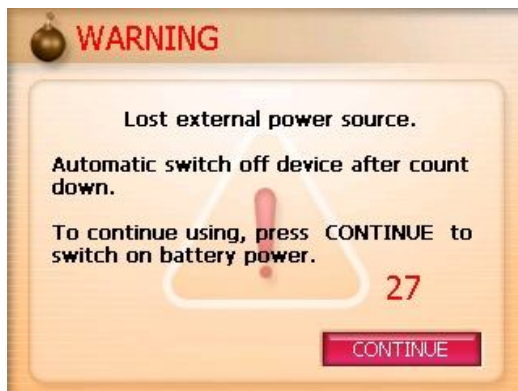 WARNING
Lost external power source.
Automatic switch off device after count
down.
To continue using, press CONTINUE to
switch on battery power.
27
CONTINUE